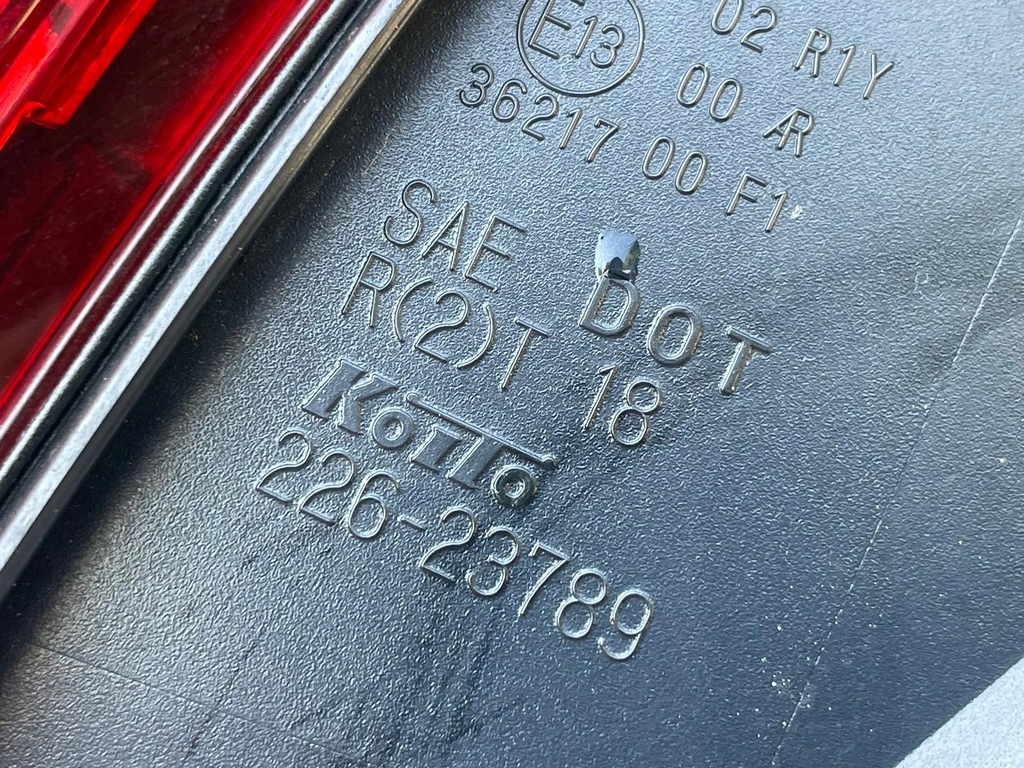 E13 02 R1Y
00 AR
36217 00 F1
SAE DOT
R(2)T 18
KOITO
226-23789